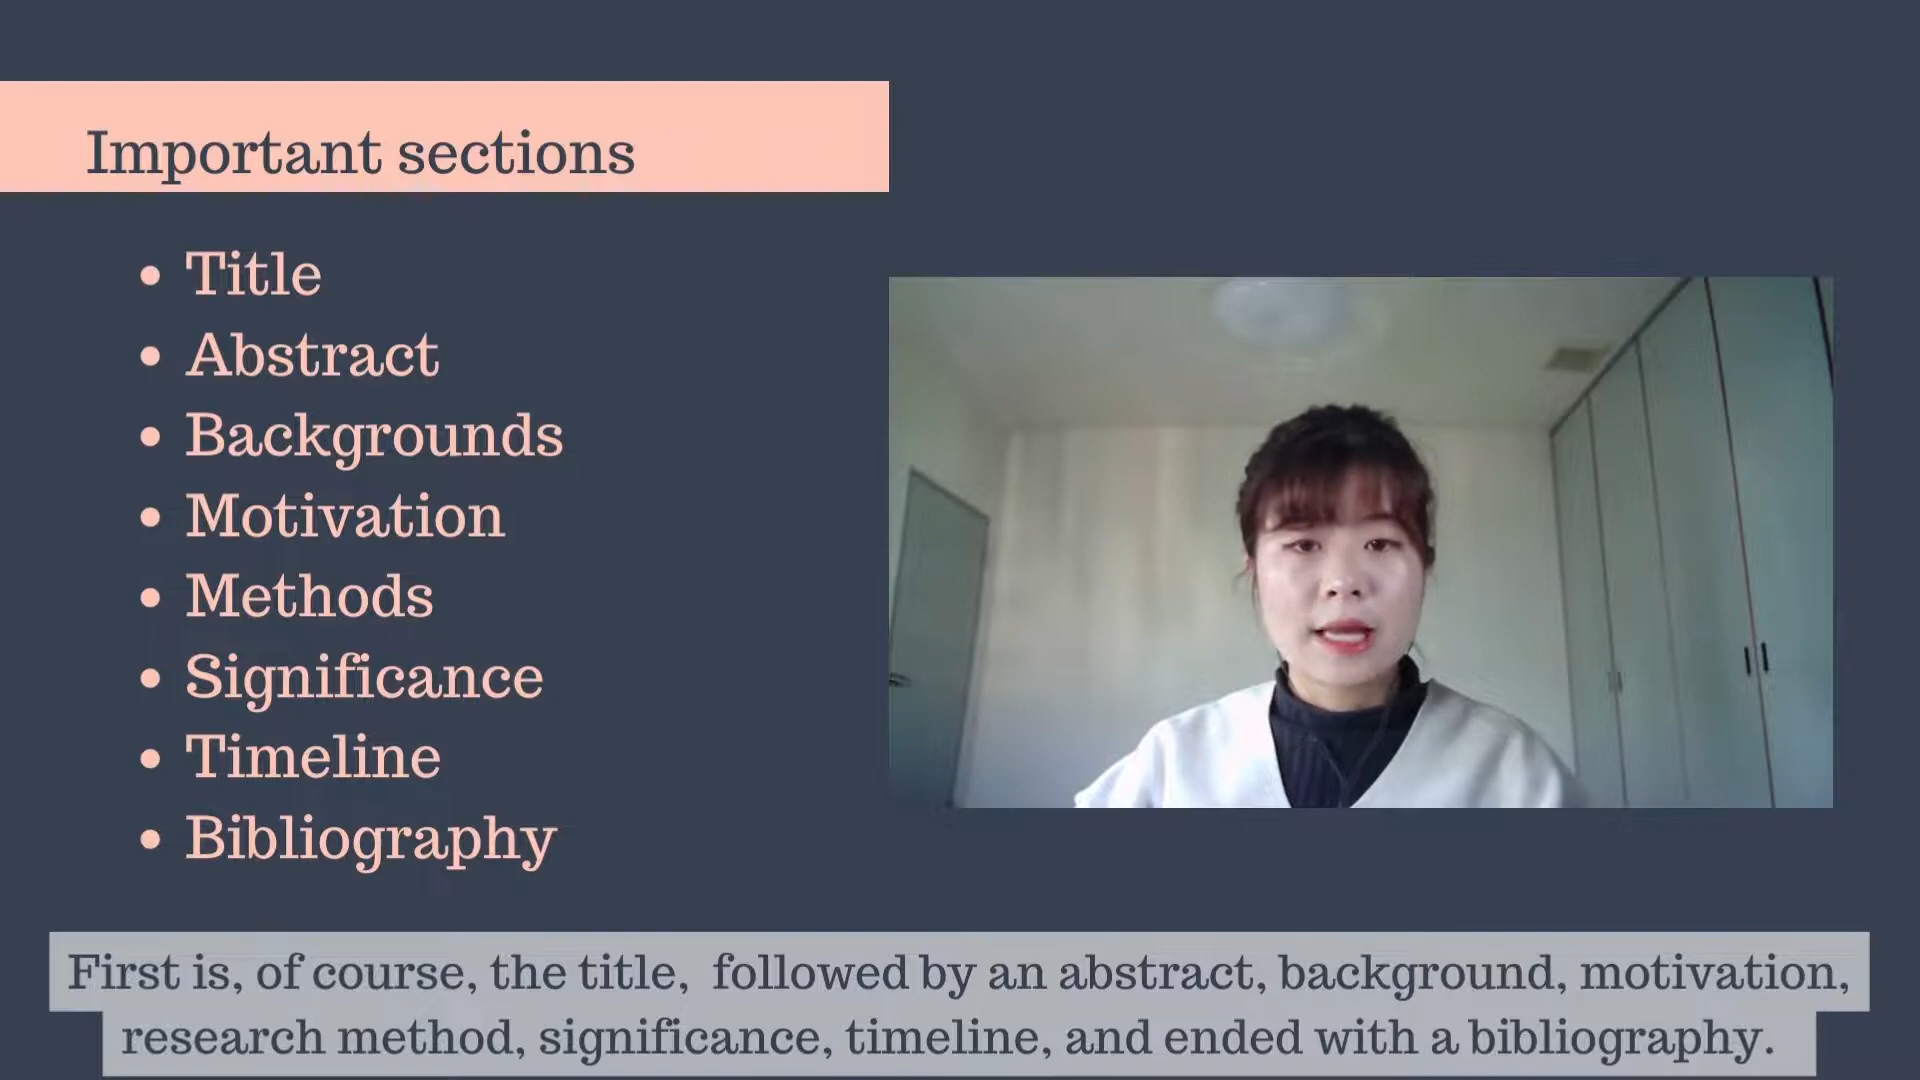 Important sections
Title
Abstract
Backgrounds
Motivation
Methods
Significance
Timeline
Bibliography
First is, of course, the title,  followed by an abstract, background, motivation,
research method, significance, timeline, and ended with a bibliography.